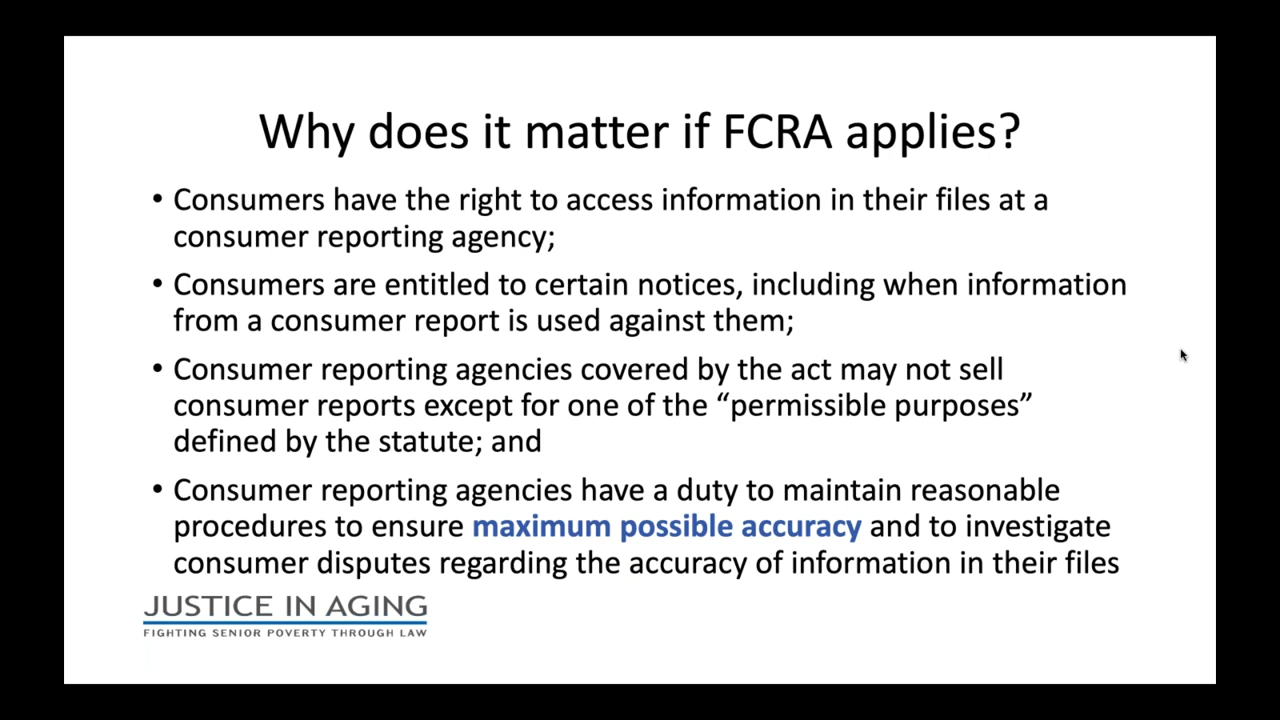 Why does it matter if FCRA applies?
• Consumers have the right to access information in their files at a
consumer reporting agency;
• Consumers are entitled to certain notices, including when information
from a consumer report is used against them;
• Consumer reporting agencies covered by the act may not sell
consumer reports except for one of the “permissible purposes”
defined by the statute; and
• Consumer reporting agencies have a duty to maintain reasonable
procedures to ensure maximum possible accuracy and to investigate
consumer disputes regarding the accuracy of information in their files
JUSTICE IN AGING
FIGHTING SENIOR POVERTY THROUGH LAW